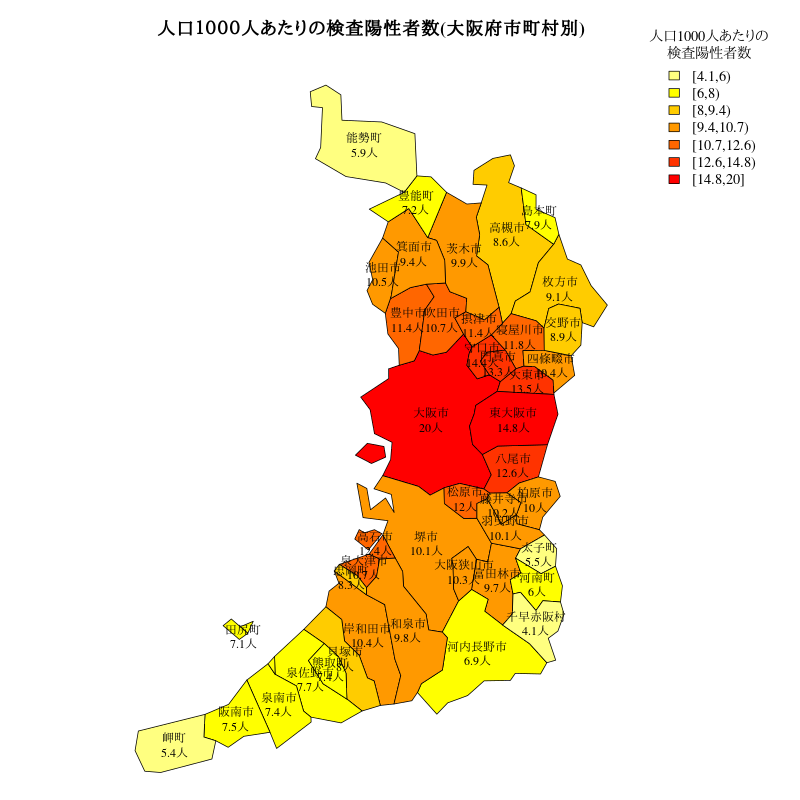 人口1000人あたりの検査陽性者数(大阪府市町村別)
人口1000人あたりの
検査陽性者数
[4.1,6)
[6,8)
[8,9.4)
[9.4,10.7)
[10.7,12.6)
[12.6,14.8)
[14.8,20]
能勢町
5.9人
豊能町
7.2人
島本町
7.9人
高槻市
8.6人
箕面市
9.4人
茨木市
9.9人
池田市
10.5人
枚方市
9.1人
豊中市
11.4人
吹田市
10.7人
摂津市
11.4人
寝屋川市
11.8人
交野市
8.9人
守口市
14.4人
門真市
13.3人
四條畷市
10.4人
大東市
13.5人
大阪市
20人
東大阪市
14.8人
八尾市
12.6人
松原市
12人
柏原市
10人
藤井寺市
10.2人
羽曳野市
10.1人
高石市
12.4人
堺市
10.1人
太子町
5.5人
泉大津市
10.7人
忠岡町
8.3人
大阪狭山市
10.3人
富田林市
9.7人
河南町
6人
千早赤阪村
4.1人
田尻町
7.1人
岸和田市
10.4人
和泉市
9.8人
河内長野市
6.9人
貝塚市
8人
熊取町
7.4人
泉佐野市
7.7人
泉南市
7.4人
阪南市
7.5人
岬町
5.4人